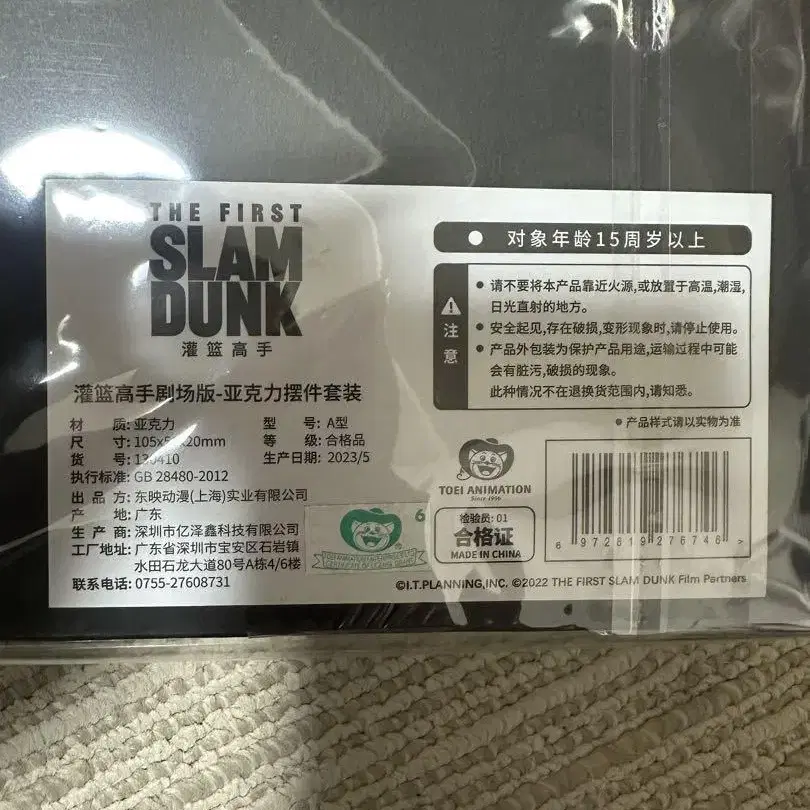 THE FIRST
SLAM
DUNK
灌篮高手
灌篮高手剧场版-亚克力摆件套装
材 质: 亚克力 型 号: A型
尺 寸: 20mm 等 级: 合格品
货 号: 生产日期: 2023/5
执行标准: GB 28480-2012
出 品 方: 东映动漫(上海)实业有限公司
产 地: 广东
生 产 商: 深圳市亿泽鑫科技有限公司
工厂地址: 广东省深圳市宝安区石岩镇
水田石龙大道80号A栋4/6楼
联系电话: 0755-27608731
对象年龄15周岁以上
注意
• 请不要将本产品靠近火源,或放置于高温,潮湿,
日光直射的地方。
• 安全起见,存在破损,变形现象时,请停止使用。
• 产品外包装为保护产品用途,运输过程中可能
会有脏污,破损的现象。
此种情况不在退换货范围内,请知悉。
• 产品样式请以实物为准
TOEI ANIMATION
Since 1956
检验员: 01
合格证
MADE IN CHINA
6 972819 276746 >
©I.T.PLANNING,INC. ©2022 THE FIRST SLAM DUNK Film Partners